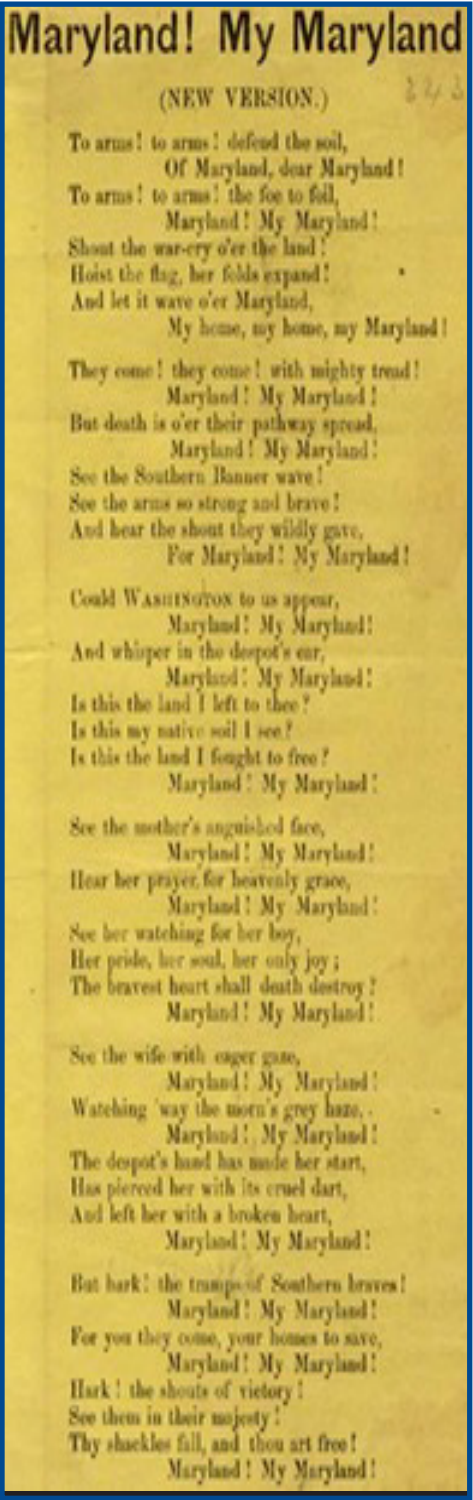 Maryland! My Maryland
(NEW VERSION.)
343
To arms! to arms! defend the soil,
Of Maryland, dear Maryland!
To arms! to arms! the foe to foil,
Maryland! My Maryland!
Shout the war-cry o'er the land!
Hoist the flag, her folds expand!
And let it wave o'er Maryland,
My home, my home, my Maryland!
They come! they come! with mighty tread!
Maryland! My Maryland!
But death is o'er their pathway spread,
Maryland! My Maryland!
See the Southern Banner wave!
See the arms so strong and brave!
And hear the shout they wildly gave,
For Maryland! My Maryland!
Could WASHINGTON to us appear,
Maryland! My Maryland!
And whisper in the despot's ear,
Maryland! My Maryland!
Is this the land I left to thee?
Is this my native soil I see?
Is this the land I fought to free?
Maryland! My Maryland!
See the mother's anguished face,
Maryland! My Maryland!
Hear her prayer, for heavenly grace,
Maryland! My Maryland!
See her watching for her boy,
Her pride, her soul, her only joy;
The bravest heart shall death destroy?
Maryland! My Maryland!
See the wife with eager gaze,
Maryland! My Maryland!
Watching 'way the morn's grey haze,
Maryland! My Maryland!
The despot's hand has made her start,
Has pierced her with its cruel dart,
And left her with a broken heart,
Maryland! My Maryland!
But hark! the tramp of Southern braves!
Maryland! My Maryland!
For you they come, your homes to save,
Maryland! My Maryland!
Hark! the shouts of victory!
See them in their majesty!
Thy shackles fall, and thou art free!
Maryland! My Maryland!